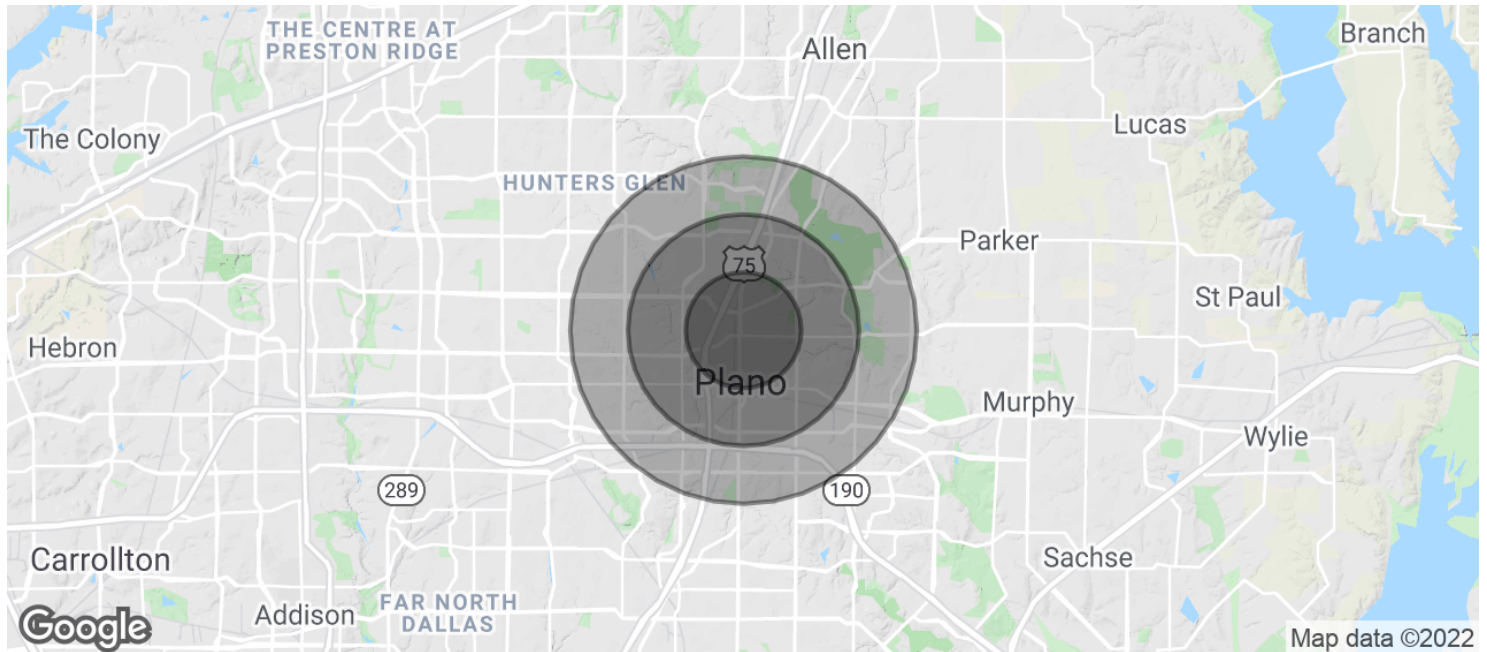 THE CENTRE AT
PRESTON RIDGE
Allen
Branch
The Colony
Lucas
HUNTERS GLEN
Parker
75
St Paul
Hebron
Plano
Murphy
Wylie
289
190
Carrollton
Sachse
Addison
FAR NORTH
DALLAS
Google
Map data ©2022